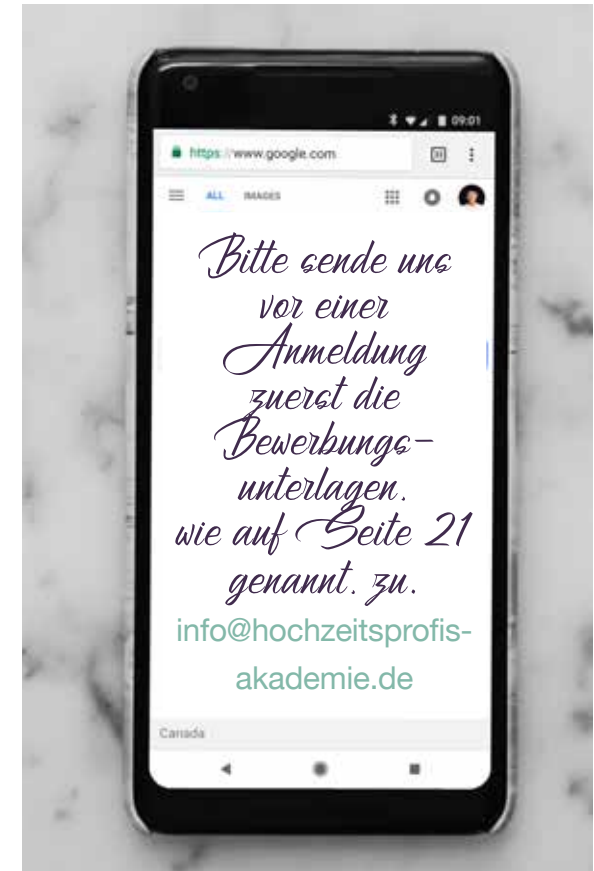 09:01
https://www.google.com
ALL IMAGES
Bitte sende uns
vor einer
Anmeldung
zuerst die
Bewerbungs-
unterlagen,
wie auf Seite 21
genannt, zu.
info@hochzeitsprofis-
akademie.de
Canada